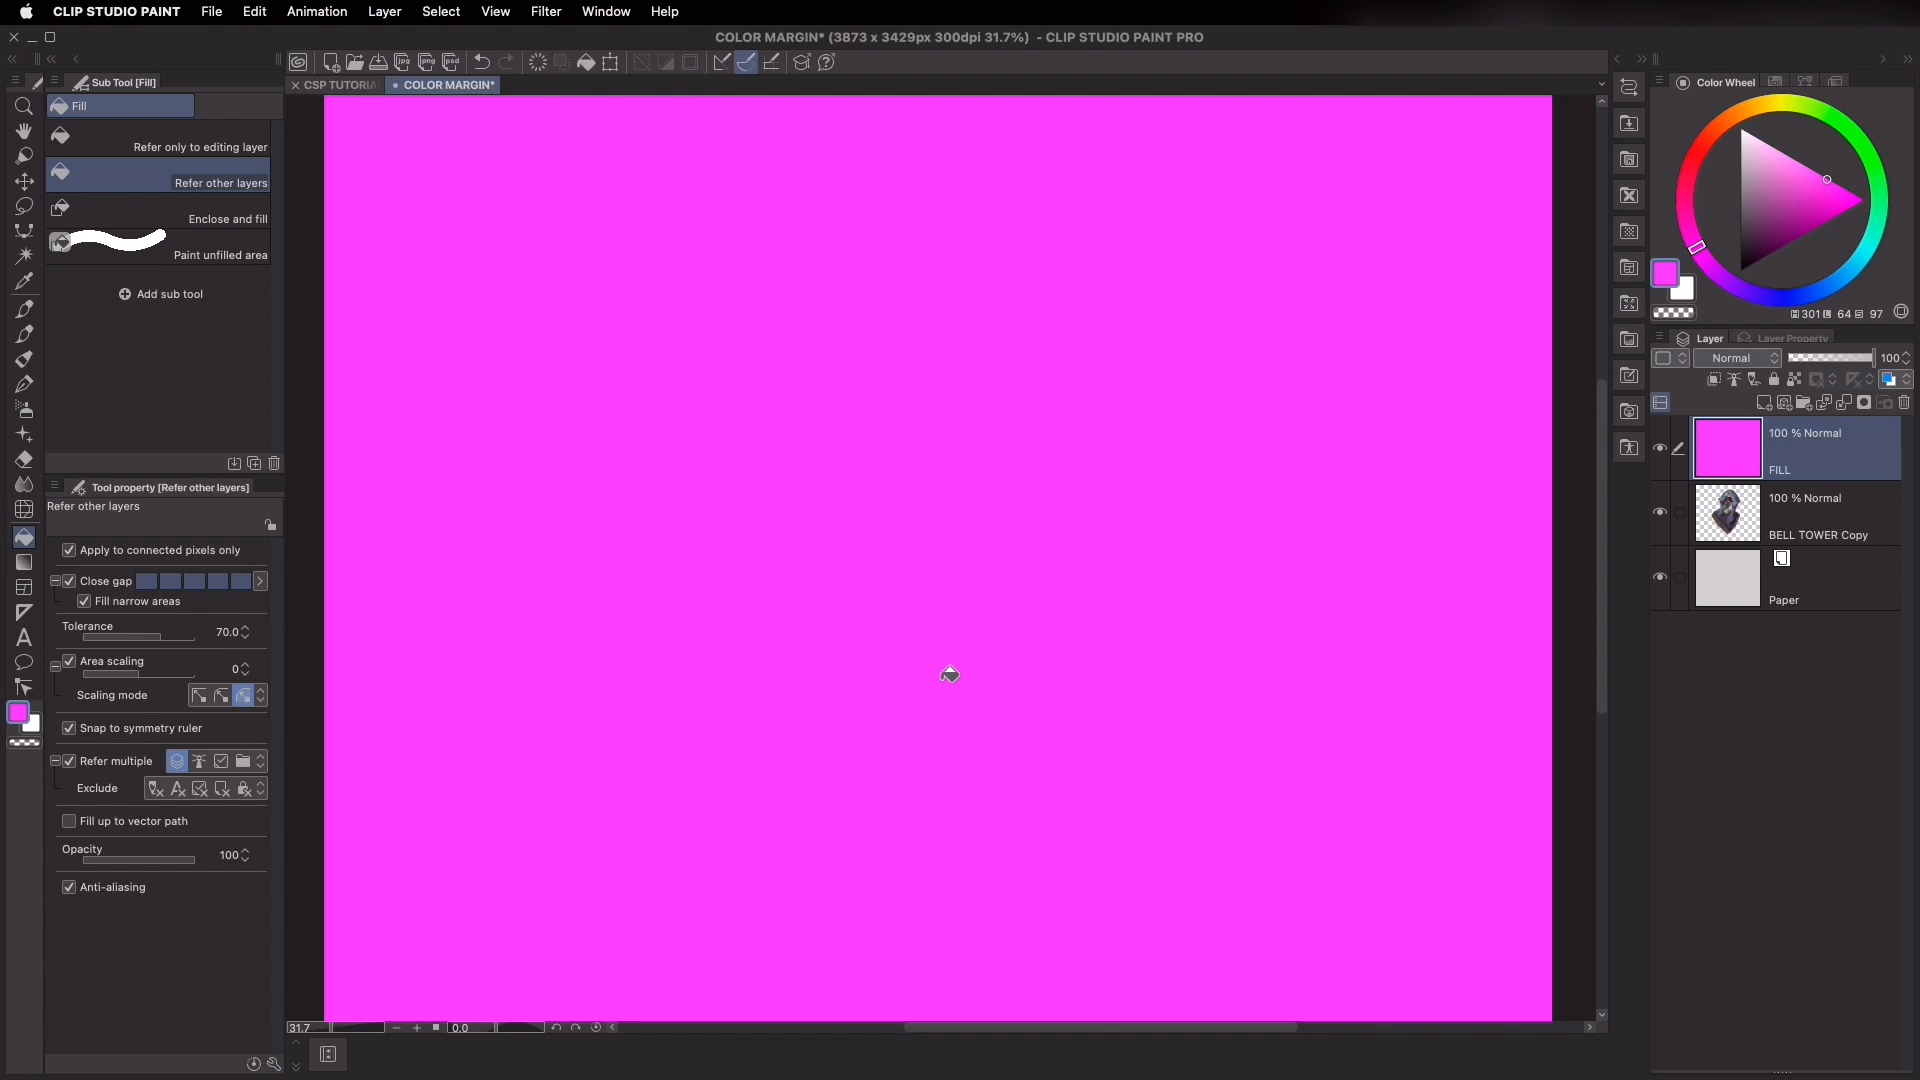 CLIP STUDIO PAINT File Edit Animation Layer Select View Filter Window Help
COLOR MARGIN* (3873 x 3429px 300dpi 31.7%) - CLIP STUDIO PAINT PRO
Sub Tool [Fill]
CSP TUTORIA
COLOR MARGIN*
Color Wheel
Fill
Refer only to editing layer
Refer other layers
Enclose and fill
Paint unfilled area
Add sub tool
301 64 97
Layer
Layer Property
Normal
100
100 % Normal
FILL
100 % Normal
BELL TOWER Copy
Paper
Tool property [Refer other layers]
Refer other layers
Apply to connected pixels only
Close gap
Fill narrow areas
Tolerance
70.0
Area scaling
0
Scaling mode
Snap to symmetry ruler
Refer multiple
Exclude
Fill up to vector path
Opacity
100
Anti-aliasing
31.7
0.0